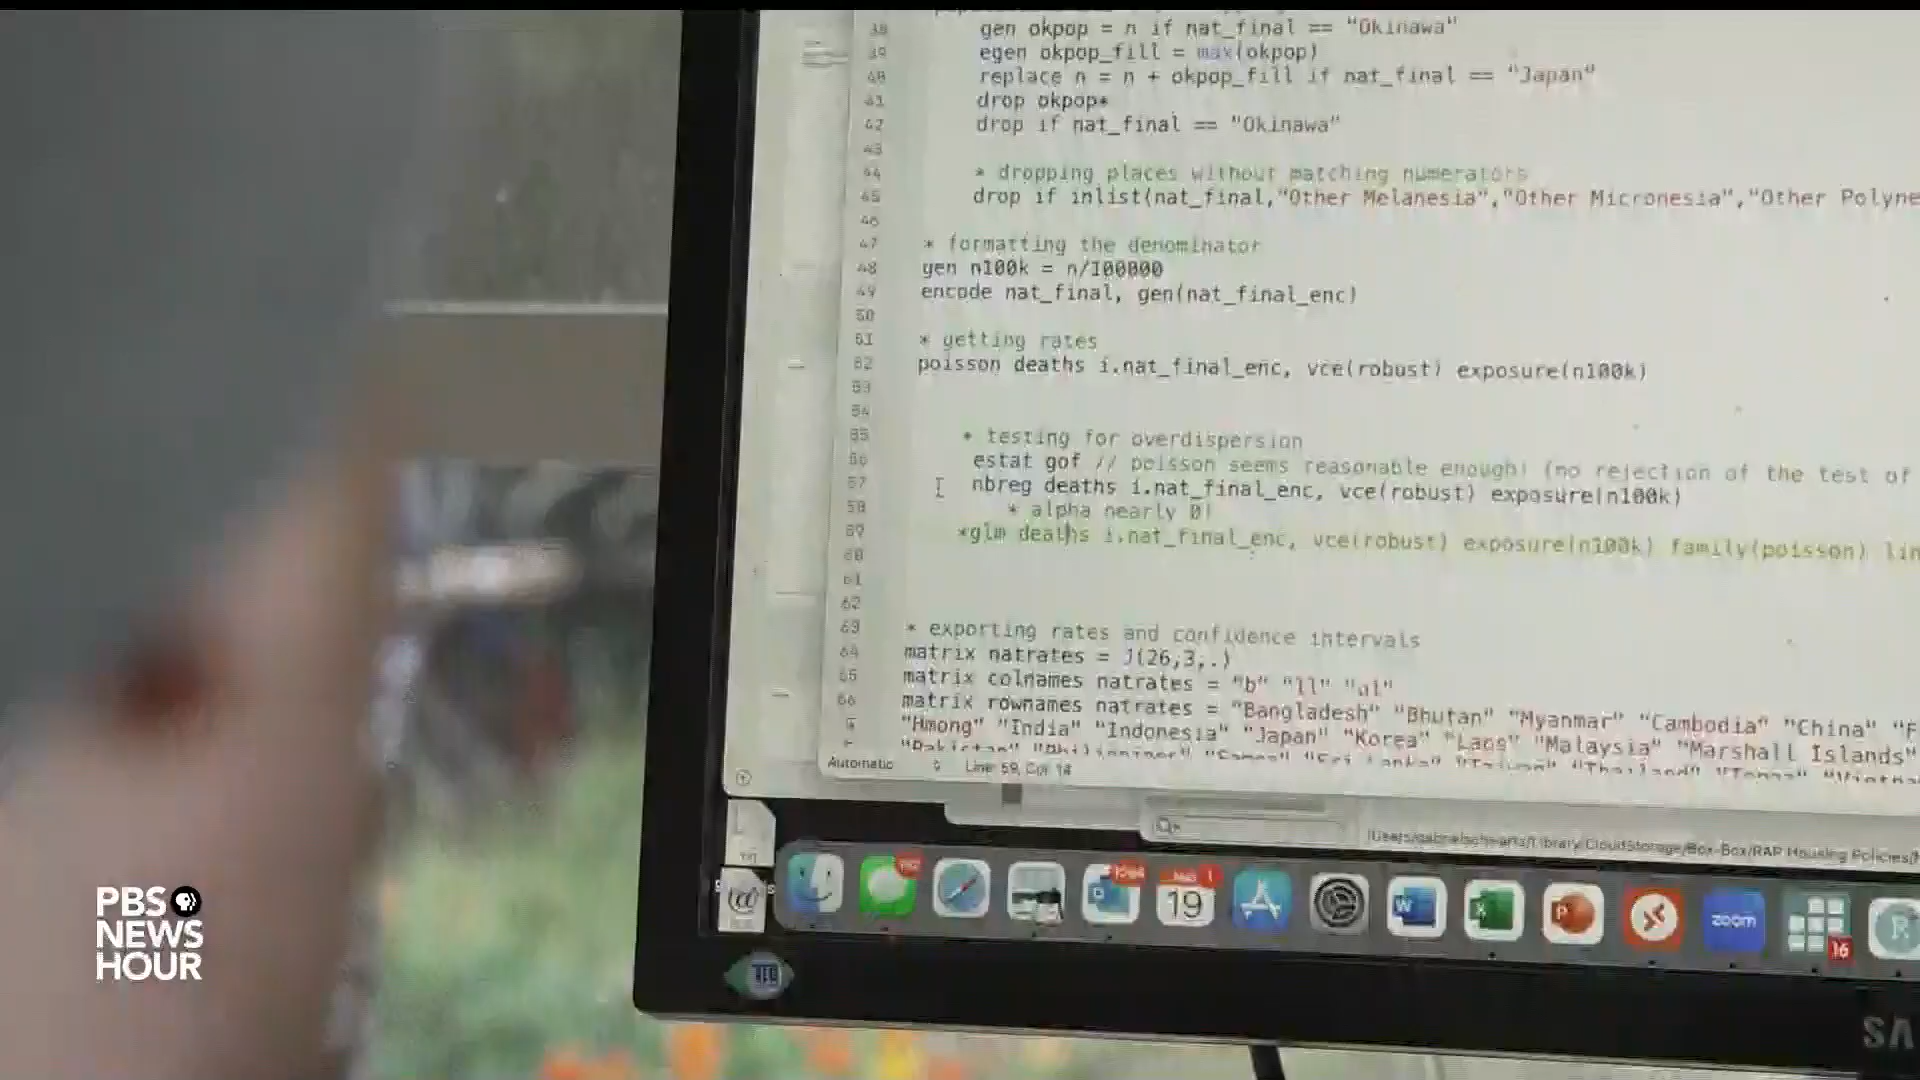 38 gen okpop = n if nat_final == "Okinawa"
39 egen okpop_fill = max(okpop)
40 replace n = n + okpop_fill if nat_final == "Japan"
41 drop okpop*
42 drop if nat_final == "Okinawa"
43
44 * dropping places without matching numerators
45 drop if inlist(nat_final,"Other Melanesia","Other Micronesia","Other Polyne
46
47 * formatting the denominator
48 gen n100k = n/100000
49 encode nat_final, gen(nat_final_enc)
50
51 * getting rates
52 poisson deaths i.nat_final_enc, vce(robust) exposure(n100k)
53
54
55 * testing for overdispersion
56 estat gof // poisson seems reasonable enough! (no rejection of the test of
57 nbreg deaths i.nat_final_enc, vce(robust) exposure(n100k)
58 * alpha nearly 0!
59 *glm deaths i.nat_final_enc, vce(robust) exposure(n100k) family(poisson) lin
60
61
62
63 * exporting rates and confidence intervals
64 matrix natrates = J(26,3,.)
65 matrix colnames natrates = "b" "ll" "ul"
66 matrix rownames natrates = "Bangladesh" "Bhutan" "Myanmar" "Cambodia" "China" "F
"Hmong" "India" "Indonesia" "Japan" "Korea" "Laos" "Malaysia" "Marshall Islands"
Automatic Line: 59, Col 14
19
W
X
P
zoom
16
R
SA
PBS
NEWS
HOUR